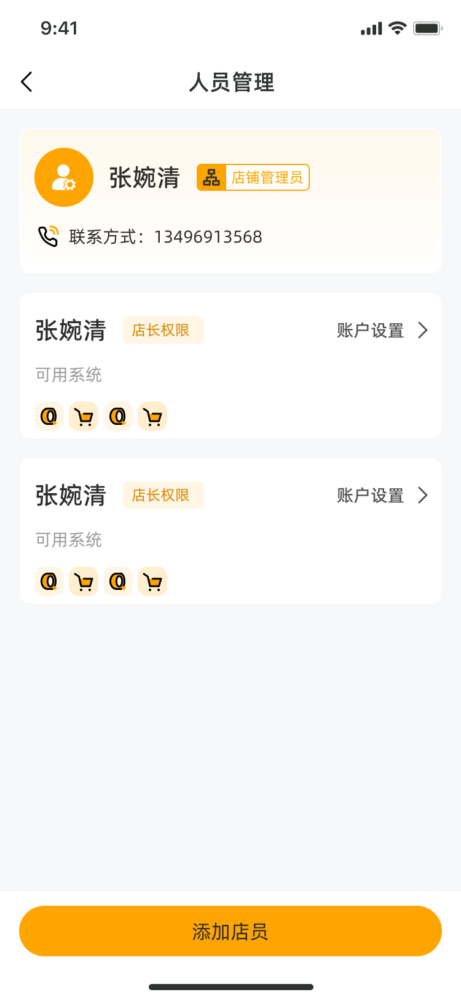 9:41
人员管理
张婉清 店铺管理员
联系方式：13496913568
张婉清 店长权限 账户设置
可用系统
张婉清 店长权限 账户设置
可用系统
添加店员